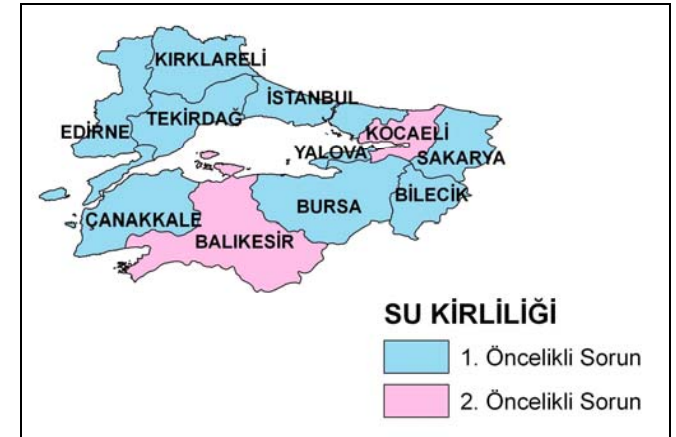 KIRKLARELİ
İSTANBUL
TEKİRDAĞ
EDİRNE
KOCAELİ
YALOVA
SAKARYA
BİLECİK
BURSA
ÇANAKKALE
BALIKESİR
SU KİRLİLİĞİ
1. Öncelikli Sorun
2. Öncelikli Sorun